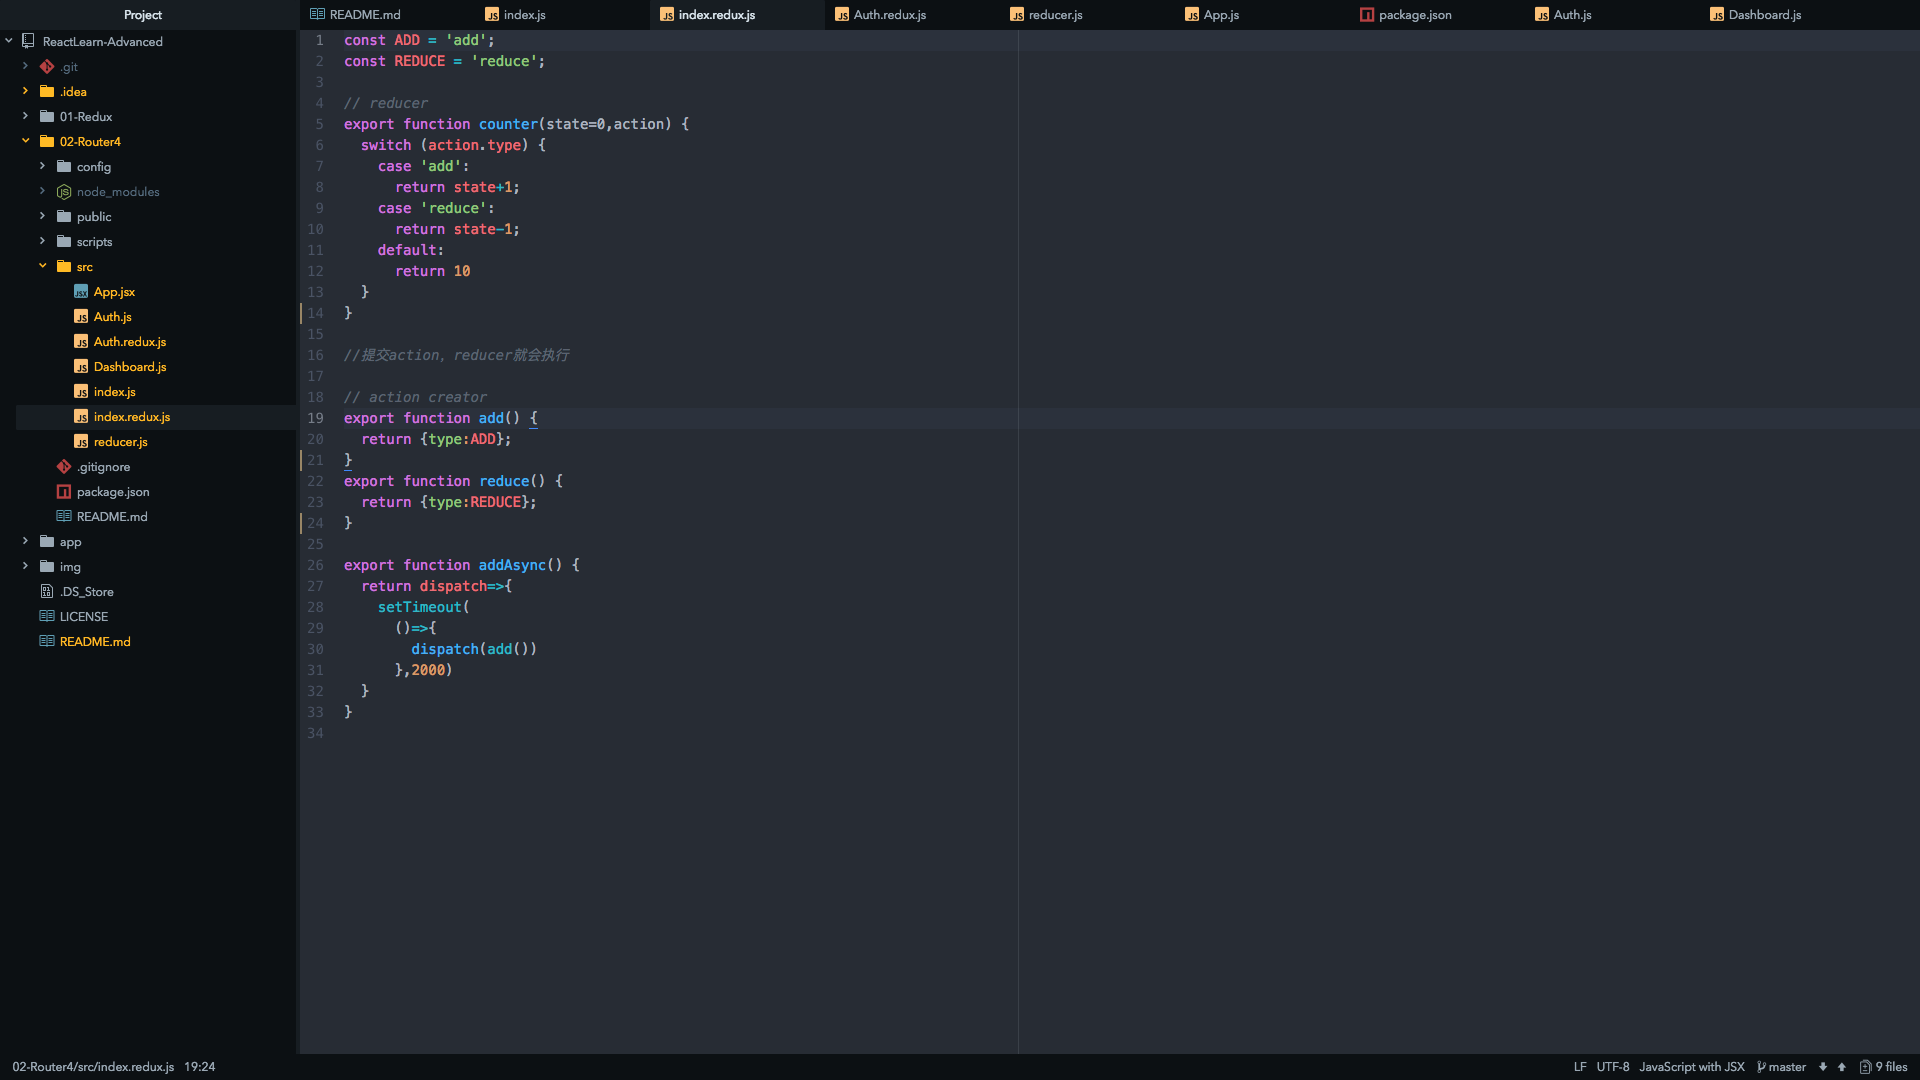 Project
README.md
index.js
index.redux.js
Auth.redux.js
reducer.js
App.js
package.json
Auth.js
Dashboard.js
ReactLearn-Advanced
.git
.idea
01-Redux
02-Router4
config
node_modules
public
scripts
src
App.jsx
Auth.js
Auth.redux.js
Dashboard.js
index.js
index.redux.js
reducer.js
.gitignore
package.json
README.md
app
img
.DS_Store
LICENSE
README.md
1 const ADD = 'add';
2 const REDUCE = 'reduce';
3
4 // reducer
5 export function counter(state=0,action) {
6   switch (action.type) {
7     case 'add':
8       return state+1;
9     case 'reduce':
10       return state-1;
11     default:
12       return 10
13   }
14 }
15
16 //提交action，reducer就会执行
17
18 // action creator
19 export function add() {
20   return {type:ADD};
21 }
22 export function reduce() {
23   return {type:REDUCE};
24 }
25
26 export function addAsync() {
27   return dispatch=>{
28     setTimeout(
29       ()=>{
30         dispatch(add())
31       },2000)
32   }
33 }
34
02-Router4/src/index.redux.js 19:24
LF UTF-8 JavaScript with JSX master 9 files